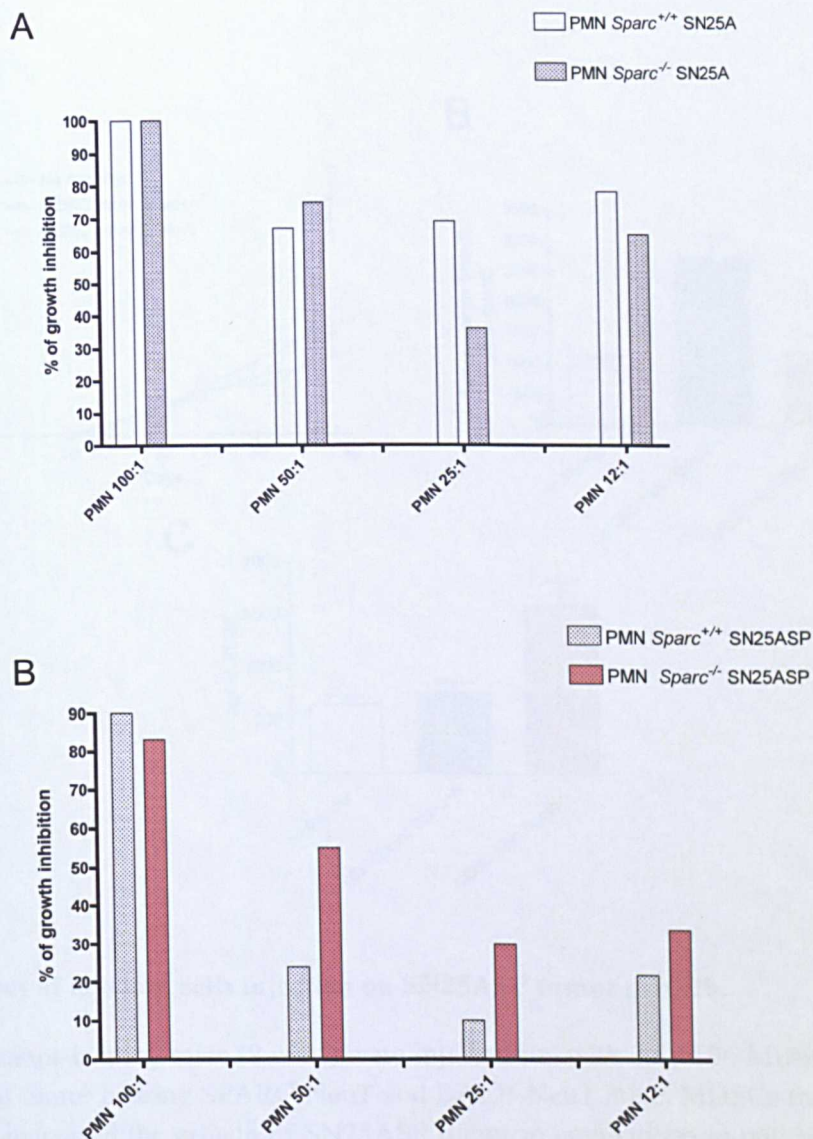 A
PMN Sparc+/+ SN25A
PMN Sparc-/- SN25A
% of growth inhibition
100
90
80
70
60
50
40
30
20
10
0
PMN 100:1
PMN 50:1
PMN 25:1
PMN 12:1
B
PMN Sparc+/+ SN25ASP
PMN Sparc-/- SN25ASP
% of growth inhibition
90
80
70
60
50
40
30
20
10
0
PMN 100:1
PMN 50:1
PMN 25:1
PMN 12:1